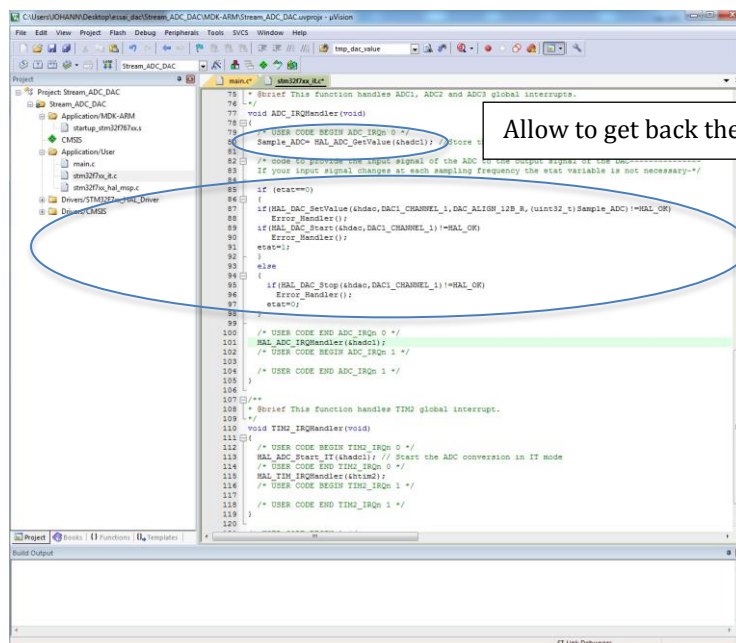 C:\Users\JOHANN\Desktop\essai_dac\Stream_ADC_DAC\MDK-ARM\Stream_ADC_DAC.uvprojx - µVision
File Edit View Project Flash Debug Peripherals Tools SVCS Window Help
tmp_dac_value
Stream_ADC_DAC
Project
Project: Stream_ADC_DAC
Stream_ADC_DAC
Application/MDK-ARM
startup_stm32f767xx.s
CMSIS
Application/User
main.c
stm32f7xx_it.c
stm32f7xx_hal_msp.c
Drivers/STM32F7xx_HAL_Driver
Drivers/CMSIS
main.c* stm32f7xx_it.c*
75 * @brief This function handles ADC1, ADC2 and ADC3 global interrupts.
76 */
77 void ADC_IRQHandler(void)
78 {
79 /* USER CODE BEGIN ADC_IRQn 0 */
80 Sample_ADC= HAL_ADC_GetValue(&hadc1); //Store t
Allow to get back the
81
82 /* code to provide the input signal of the ADC to the output signal of the DAC---------------
83 If your input signal changes at each sampling frequency the etat variable is not necessary-*/
84
85 if (etat==0)
86 {
87 if(HAL_DAC_SetValue(&hdac,DAC1_CHANNEL_1,DAC_ALIGN_12B_R,(uint32_t)Sample_ADC)!=HAL_OK)
88 Error_Handler();
89 if(HAL_DAC_Start(&hdac,DAC1_CHANNEL_1)!=HAL_OK)
90 Error_Handler();
91 etat=1;
92 }
93 else
94 {
95 if(HAL_DAC_Stop(&hdac,DAC1_CHANNEL_1)!=HAL_OK)
96 Error_Handler();
97 etat=0;
98 }
99
100 /* USER CODE END ADC_IRQn 0 */
101 HAL_ADC_IRQHandler(&hadc1);
102 /* USER CODE BEGIN ADC_IRQn 1 */
103
104 /* USER CODE END ADC_IRQn 1 */
105 }
106
107 /**
108 * @brief This function handles TIM2 global interrupt.
109 */
110 void TIM2_IRQHandler(void)
111 {
112 /* USER CODE BEGIN TIM2_IRQn 0 */
113 HAL_ADC_Start_IT(&hadc1); // Start the ADC conversion in IT mode
114 /* USER CODE END TIM2_IRQn 0 */
115 HAL_TIM_IRQHandler(&htim2);
116 /* USER CODE BEGIN TIM2_IRQn 1 */
117
118 /* USER CODE END TIM2_IRQn 1 */
119 }
120
Project Books Functions Templates
Build Output